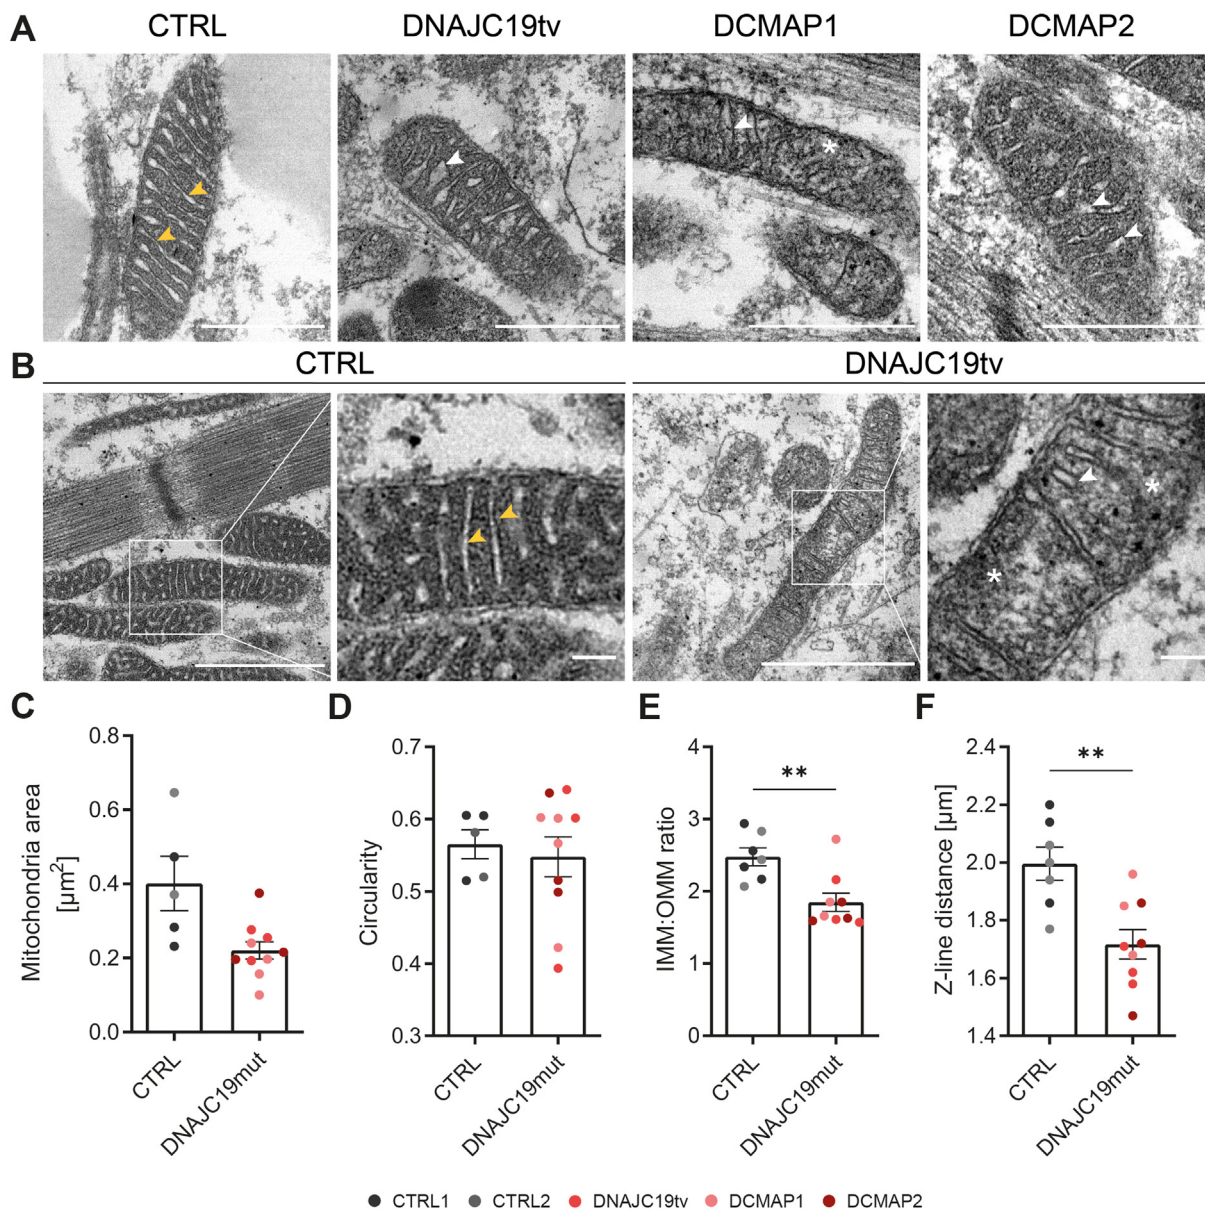 A
CTRL
DNAJC19tv
DCMAP1
DCMAP2
*
B
CTRL
DNAJC19tv
*
*
C
Mitochondria area
[µm²]
0.8
0.6
0.4
0.2
0.0
CTRL
DNAJC19mut
D
Circularity
0.7
0.6
0.5
0.4
0.3
CTRL
DNAJC19mut
E
IMM:OMM ratio
4
3
2
1
0
**
CTRL
DNAJC19mut
F
Z-line distance [µm]
2.4
2.2
2.0
1.8
1.6
1.4
**
CTRL
DNAJC19mut
CTRL1
CTRL2
DNAJC19tv
DCMAP1
DCMAP2